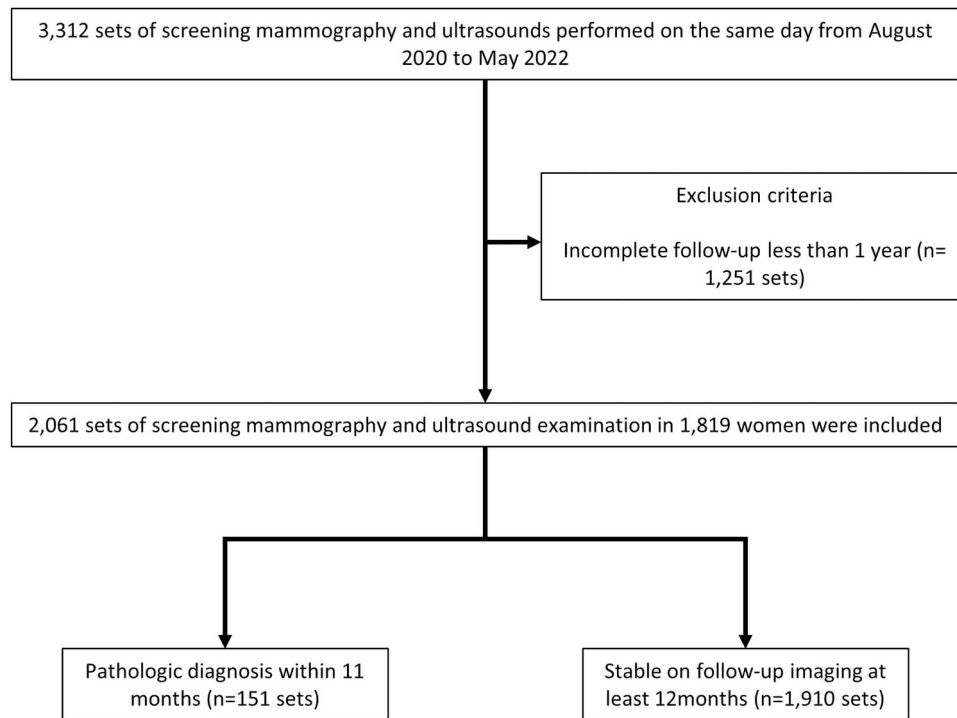 3,312 sets of screening mammography and ultrasounds performed on the same day from August
2020 to May 2022
Exclusion criteria
Incomplete follow-up less than 1 year (n=
1,251 sets)
2,061 sets of screening mammography and ultrasound examination in 1,819 women were included
Pathologic diagnosis within 11
months (n=151 sets)
Stable on follow-up imaging at
least 12months (n=1,910 sets)